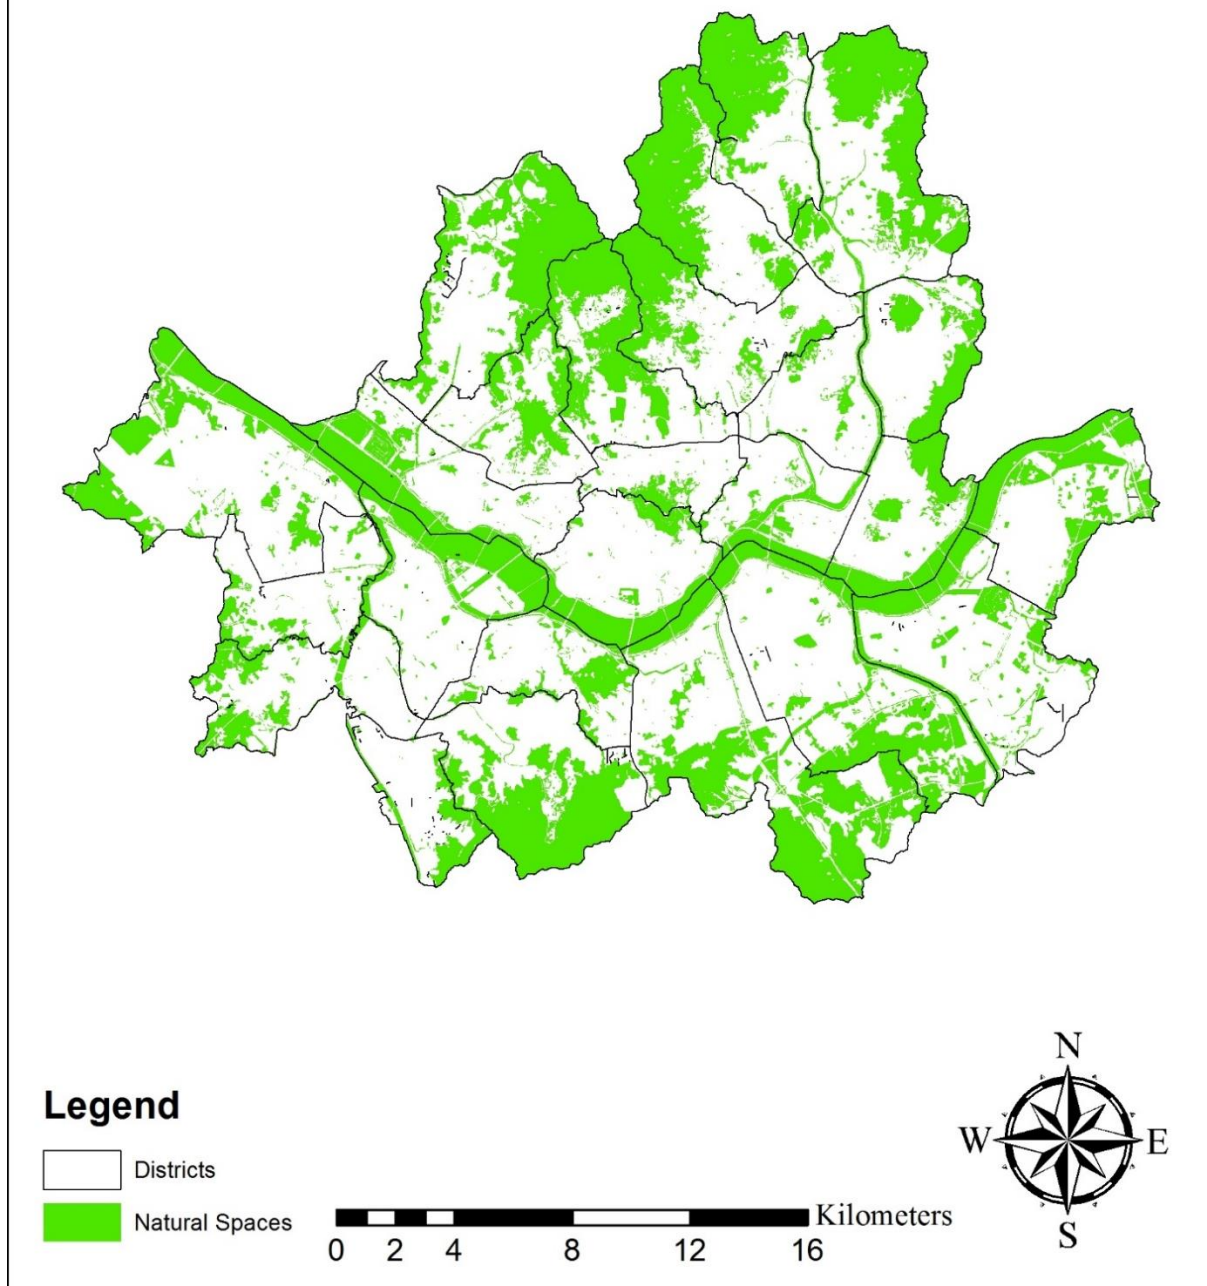 N
W E
S
Legend
Districts
Natural Spaces
Kilometers
0 2 4 8 12 16